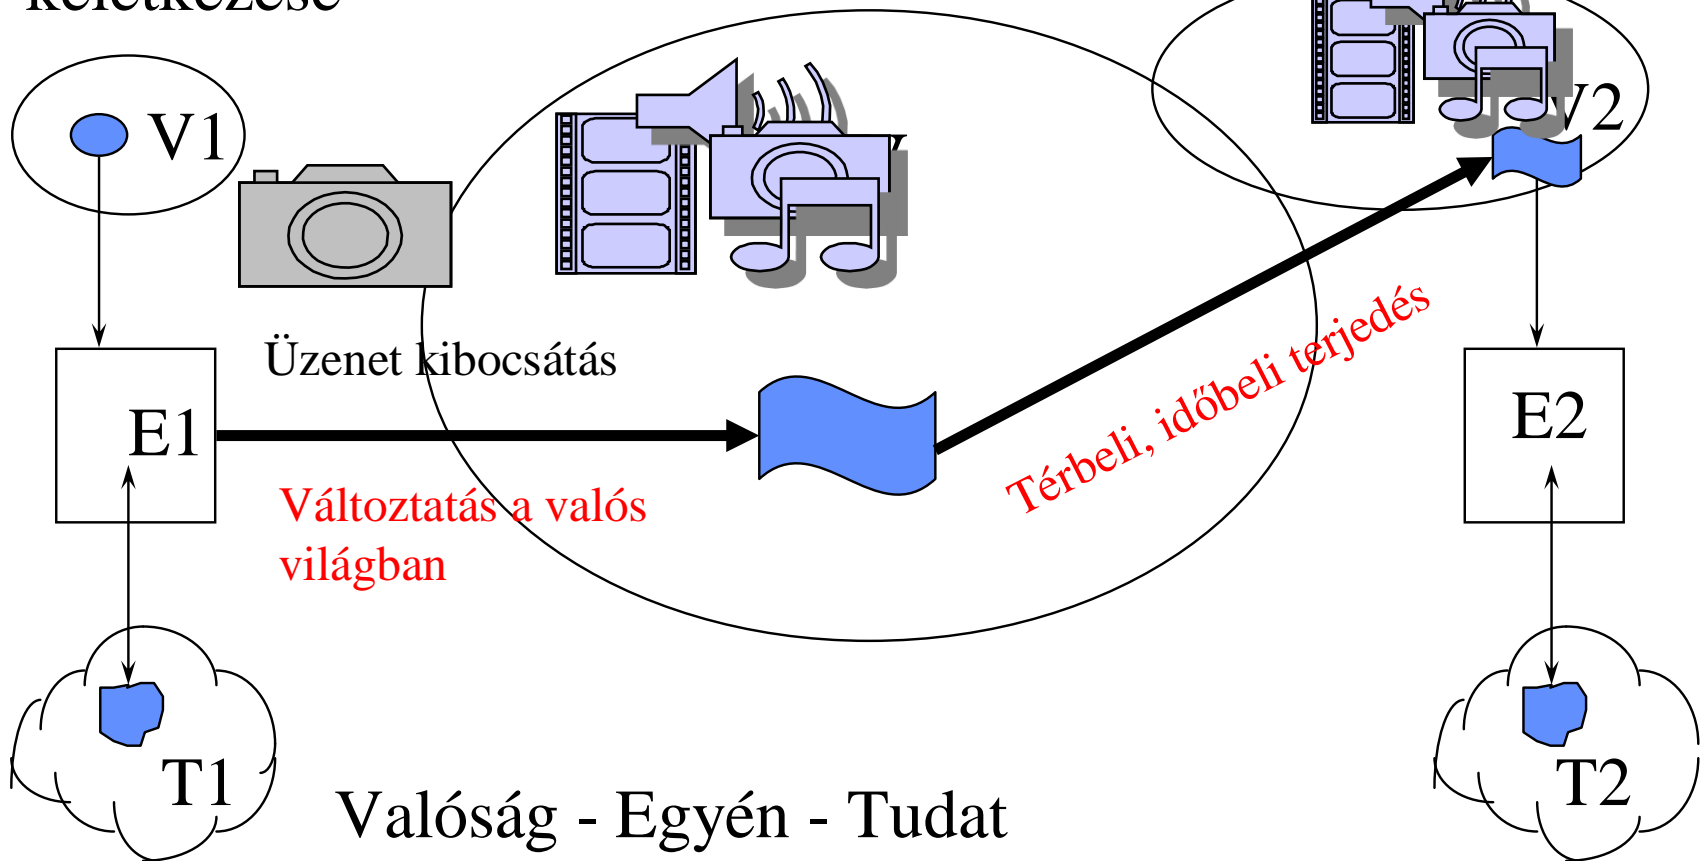 V1
V2
Üzenet kibocsátás
E1
E2
Térbeli, időbeli terjedés
Változtatás a valós
világban
T1
T2
Valóság - Egyén - Tudat